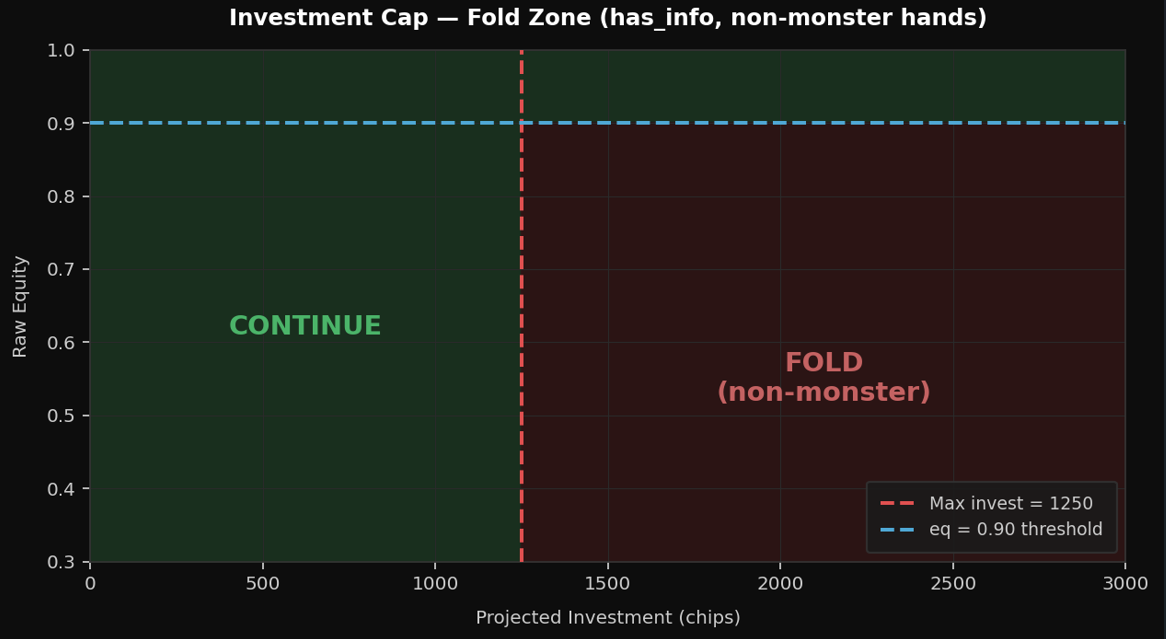 Investment Cap — Fold Zone (has_info, non-monster hands)
1.0
0.9
0.8
0.7
0.6
0.5
0.4
0.3
Raw Equity
CONTINUE
FOLD
(non-monster)
Max invest = 1250
eq = 0.90 threshold
0 500 1000 1500 2000 2500 3000
Projected Investment (chips)